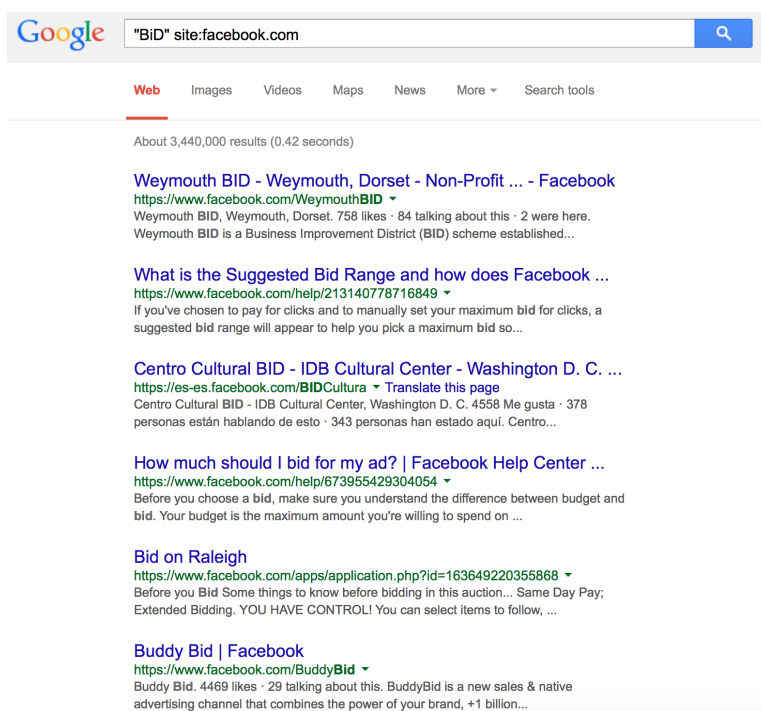 Google "BiD" site:facebook.com
Web Images Videos Maps News More Search tools
About 3,440,000 results (0.42 seconds)
Weymouth BID - Weymouth, Dorset - Non-Profit ... - Facebook
https://www.facebook.com/WeymouthBID
Weymouth BID, Weymouth, Dorset. 758 likes · 84 talking about this · 2 were here.
Weymouth BID is a Business Improvement District (BID) scheme established...
What is the Suggested Bid Range and how does Facebook ...
https://www.facebook.com/help/213140778716849
If you've chosen to pay for clicks and to manually set your maximum bid for clicks, a
suggested bid range will appear to help you pick a maximum bid so...
Centro Cultural BID - IDB Cultural Center - Washington D. C. ...
https://es-es.facebook.com/BIDCultura Translate this page
Centro Cultural BID - IDB Cultural Center, Washington D. C. 4558 Me gusta · 378
personas están hablando de esto · 343 personas han estado aquí. Centro...
How much should I bid for my ad? | Facebook Help Center ...
https://www.facebook.com/help/673955429304054
Before you choose a bid, make sure you understand the difference between budget and
bid. Your budget is the maximum amount you're willing to spend on ...
Bid on Raleigh
https://www.facebook.com/apps/application.php?id=163649220355868
Before you Bid Some things to know before bidding in this auction... Same Day Pay;
Extended Bidding. YOU HAVE CONTROL! You can select items to follow, ...
Buddy Bid | Facebook
https://www.facebook.com/BuddyBid
Buddy Bid. 4469 likes · 29 talking about this. BuddyBid is a new sales & native
advertising channel that combines the power of your brand, +1 billion...